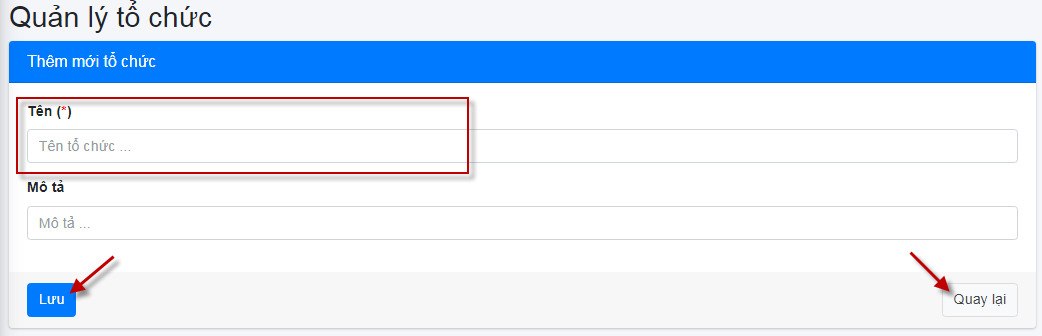 Quản lý tổ chức
Thêm mới tổ chức
Tên (*)
Tên tổ chức ...
Mô tả
Mô tả ...
Lưu
Quay lại